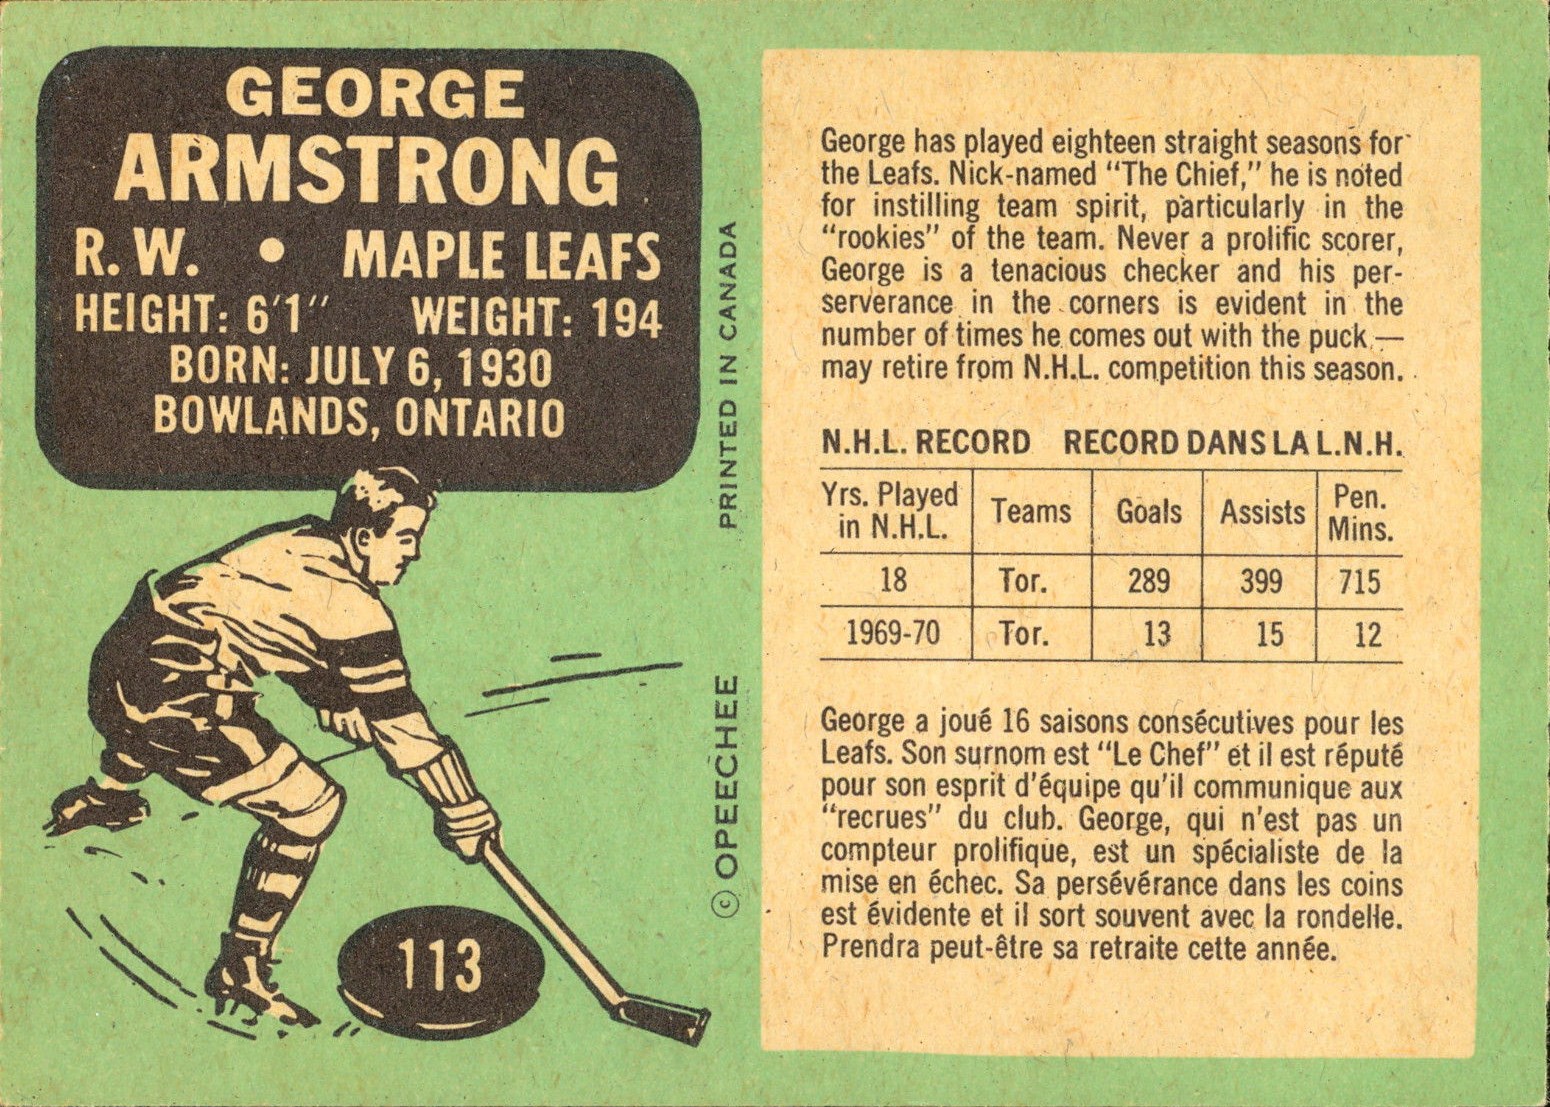 GEORGE
ARMSTRONG
R. W. • MAPLE LEAFS
HEIGHT: 6'1" WEIGHT: 194
BORN: JULY 6, 1930
BOWLANDS, ONTARIO
113
© OPEECHEE PRINTED IN CANADA
George has played eighteen straight seasons for
the Leafs. Nick-named "The Chief," he is noted
for instilling team spirit, particularly in the
"rookies" of the team. Never a prolific scorer,
George is a tenacious checker and his per-
serverance in the corners is evident in the
number of times he comes out with the puck —
may retire from N.H.L. competition this season.
N.H.L. RECORD RECORD DANS LA L.N.H.
Yrs. Played in N.H.L. Teams Goals Assists Pen. Mins.
18 Tor. 289 399 715
1969-70 Tor. 13 15 12
George a joué 16 saisons consécutives pour les
Leafs. Son surnom est "Le Chef" et il est réputé
pour son esprit d'équipe qu'il communique aux
"recrues" du club. George, qui n'est pas un
compteur prolifique, est un spécialiste de la
mise en échec. Sa persévérance dans les coins
est évidente et il sort souvent avec la rondelle.
Prendra peut-être sa retraite cette année.